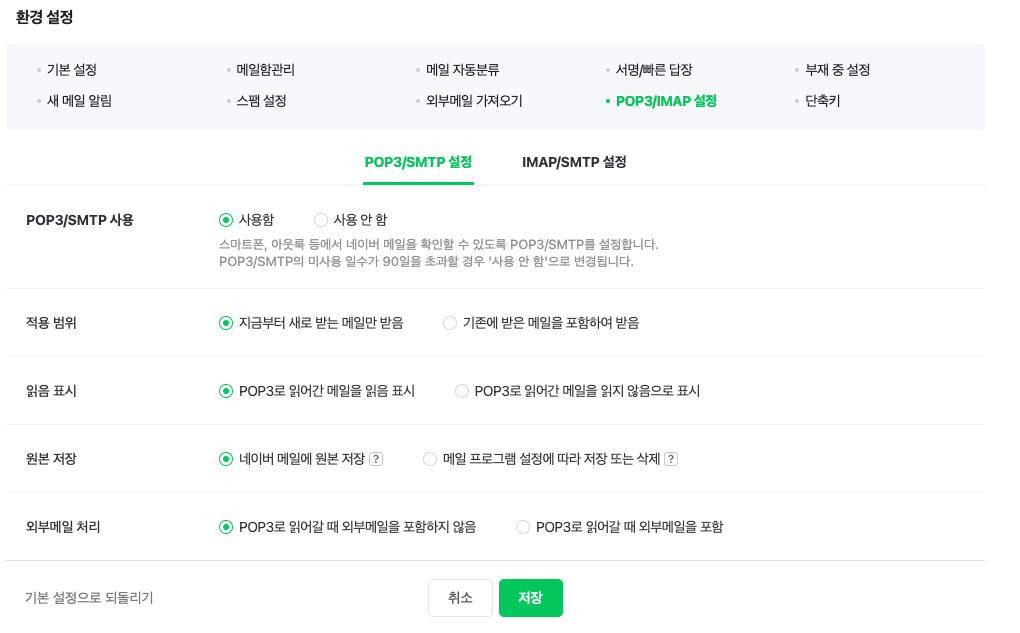 환경 설정
기본 설정 메일함관리 메일 자동분류 서명/빠른 답장 부재 중 설정
새 메일 알림 스팸 설정 외부메일 가져오기 POP3/IMAP 설정 단축키
POP3/SMTP 설정 IMAP/SMTP 설정
POP3/SMTP 사용 사용함 사용 안 함
스마트폰, 아웃룩 등에서 네이버 메일을 확인할 수 있도록 POP3/SMTP를 설정합니다.
POP3/SMTP의 미사용 일수가 90일을 초과할 경우 '사용 안 함'으로 변경됩니다.
적용 범위 지금부터 새로 받는 메일만 받음 기존에 받은 메일을 포함하여 받음
읽음 표시 POP3로 읽어간 메일을 읽음 표시 POP3로 읽어간 메일을 읽지 않음으로 표시
원본 저장 네이버 메일에 원본 저장 ? 메일 프로그램 설정에 따라 저장 또는 삭제 ?
외부메일 처리 POP3로 읽어갈 때 외부메일을 포함하지 않음 POP3로 읽어갈 때 외부메일을 포함
기본 설정으로 되돌리기 취소 저장